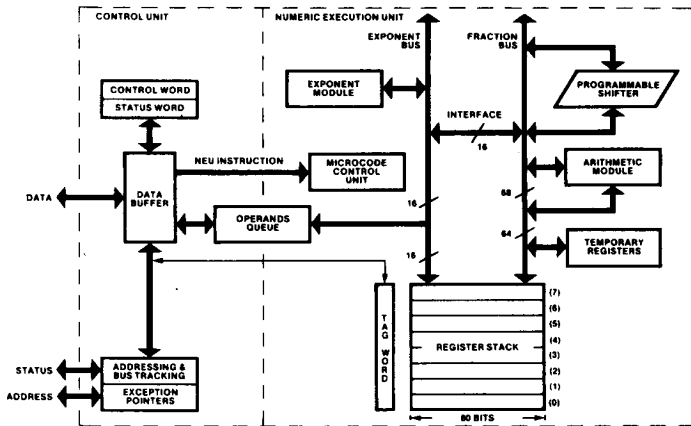 CONTROL UNIT
NUMERIC EXECUTION UNIT
EXPONENT
BUS
FRACTION
BUS
CONTROL WORD
STATUS WORD
EXPONENT
MODULE
PROGRAMMABLE
SHIFTER
INTERFACE
16
NEU INSTRUCTION
MICROCODE
CONTROL
UNIT
ARITHMETIC
MODULE
DATA
DATA
BUFFER
OPERANDS
QUEUE
16
68
64
TEMPORARY
REGISTERS
16
TAG WORD
REGISTER STACK
(7)
(6)
(5)
(4)
(3)
(2)
(1)
(0)
80 BITS
STATUS
ADDRESS
ADDRESSING &
BUS TRACKING
EXCEPTION
POINTERS